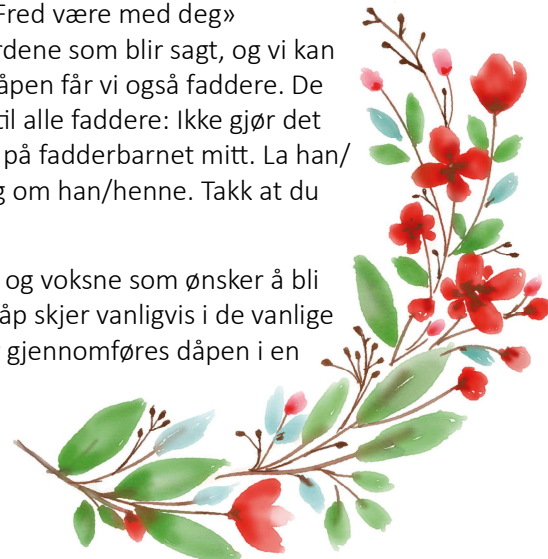 Fred være med deg»
rdene som blir sagt, og vi kan
åpen får vi også faddere. De
til alle faddere: Ikke gjør det
på fadderbarnet mitt. La han/
g om han/henne. Takk at du
og voksne som ønsker å bli
åp skjer vanligvis i de vanlige
gjennomføres dåpen i en